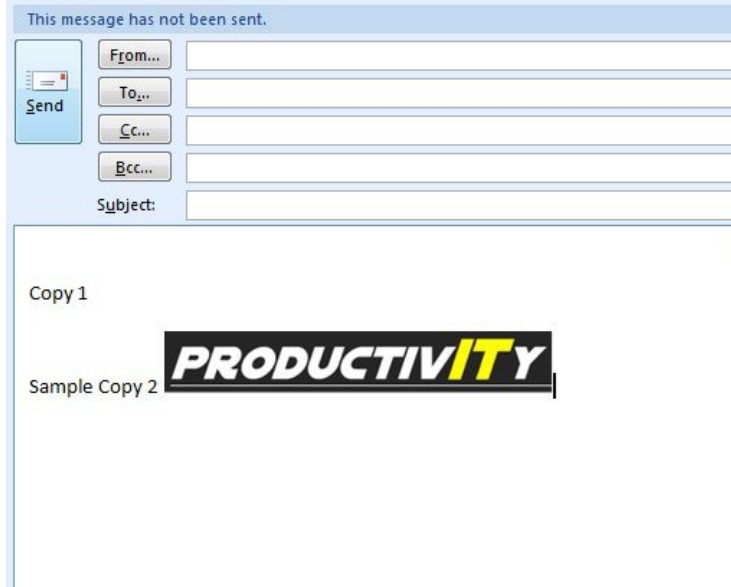 This message has not been sent.
Send
From...
To...
Cc...
Bcc...
Subject:
Copy 1
Sample Copy 2 PRODUCTIVITY